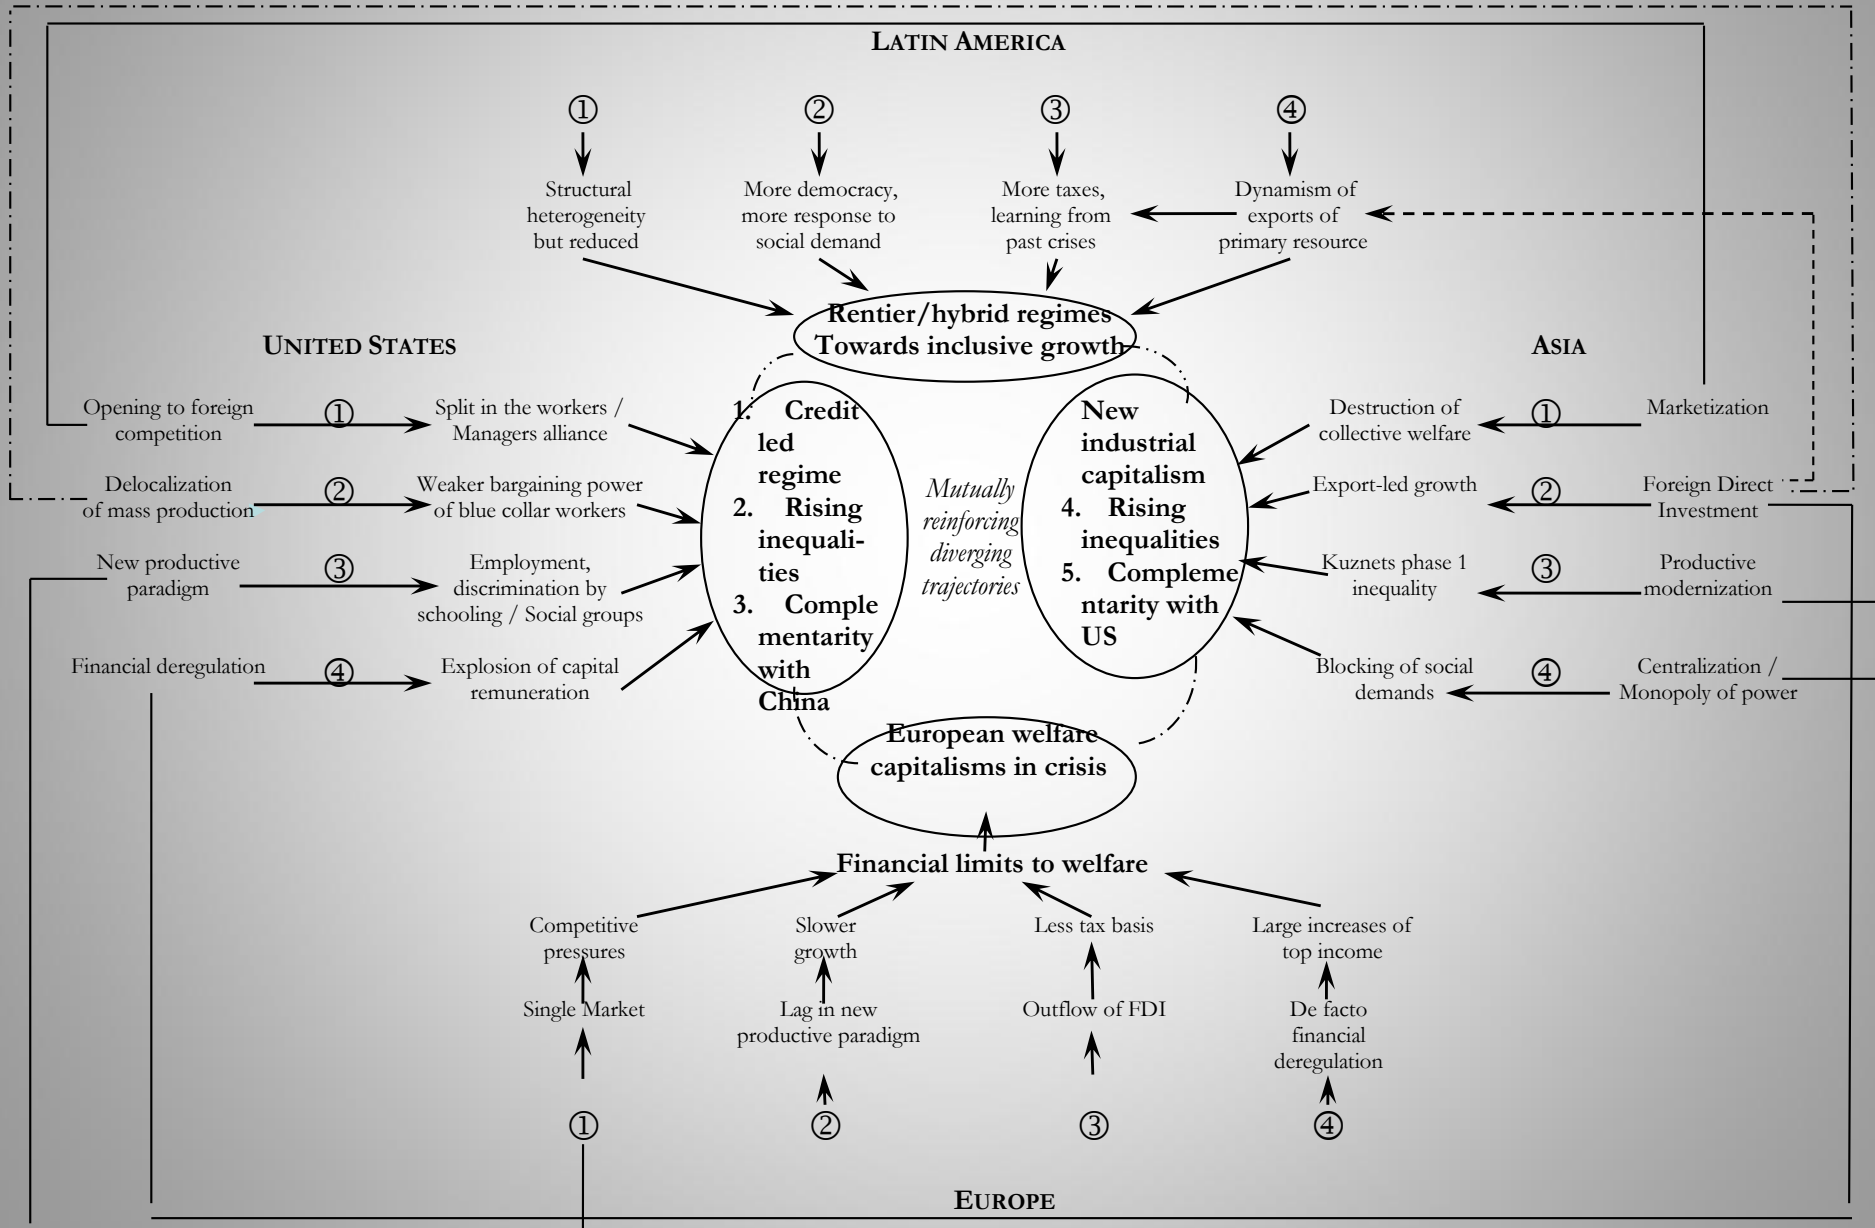 LATIN AMERICA
① ② ③ ④
Structural
heterogeneity
but reduced
More democracy,
more response to
social demand
More taxes,
learning from
past crises
Dynamism of
exports of
primary resource
Rentier/hybrid regimes
Towards inclusive growth
UNITED STATES
Opening to foreign
competition
①
Split in the workers /
Managers alliance
Delocalization
of mass production
②
Weaker bargaining power
of blue collar workers
New productive
paradigm
③
Employment,
discrimination by
schooling / Social groups
Financial deregulation
④
Explosion of capital
remuneration
1. Credit
led
regime
2. Rising
inequali-
ties
3. Comple
mentarity
with
China
Mutually
reinforcing
diverging
trajectories
New
industrial
capitalism
4. Rising
inequalities
5. Compleme
ntarity with
US
ASIA
Destruction of
collective welfare
①
Marketization
Export-led growth
②
Foreign Direct
Investment
Kuznets phase 1
inequality
③
Productive
modernization
Blocking of social
demands
④
Centralization /
Monopoly of power
European welfare
capitalisms in crisis
Financial limits to welfare
Competitive
pressures
Slower
growth
Less tax basis
Large increases of
top income
Single Market
Lag in new
productive paradigm
Outflow of FDI
De facto
financial
deregulation
① ② ③ ④
EUROPE